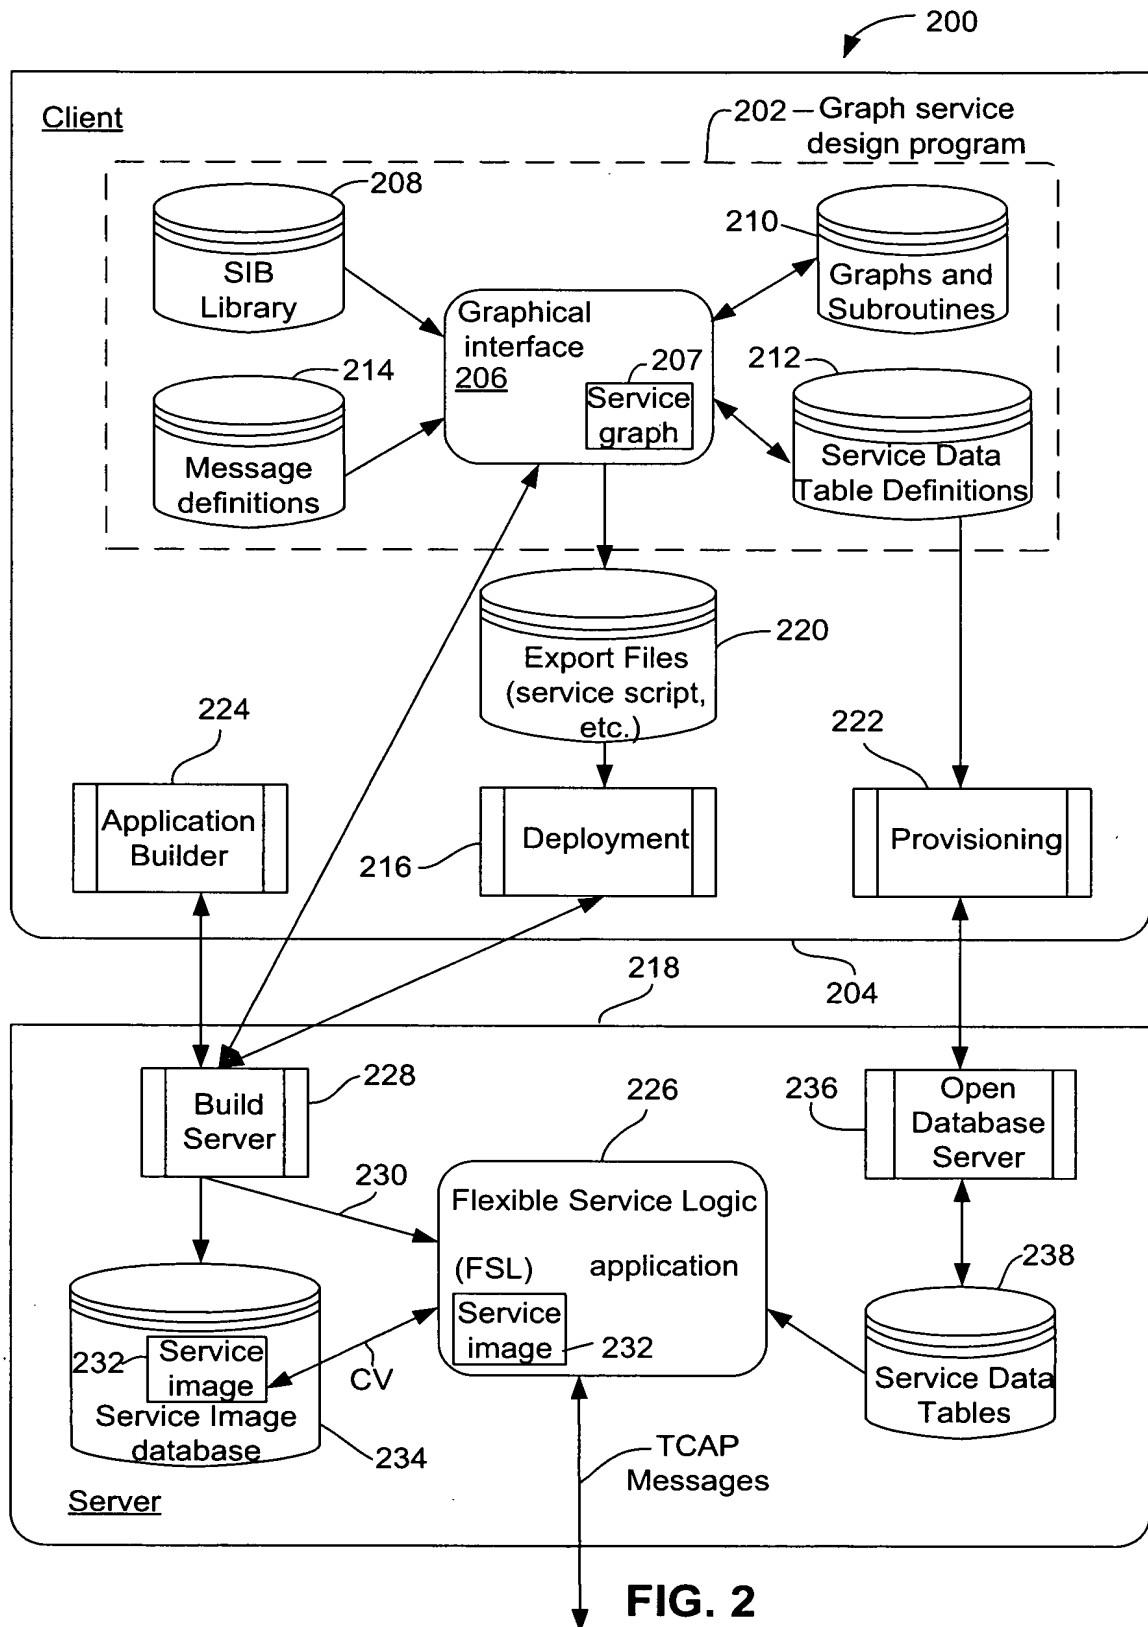 200
Client
202
Graph service
design program
208
SIB
Library
210
Graphs and
Subroutines
Graphical
interface
206
207
Service
graph
214
Message
definitions
212
Service Data
Table Definitions
220
Export Files
(service script,
etc.)
224
Application
Builder
216
Deployment
222
Provisioning
204
218
228
Build
Server
226
236
Open
Database
Server
230
Flexible Service Logic
(FSL) application
Service
image
232
238
232
Service
image
CV
Service Image
database
234
Service Data
Tables
TCAP
Messages
Server
FIG. 2